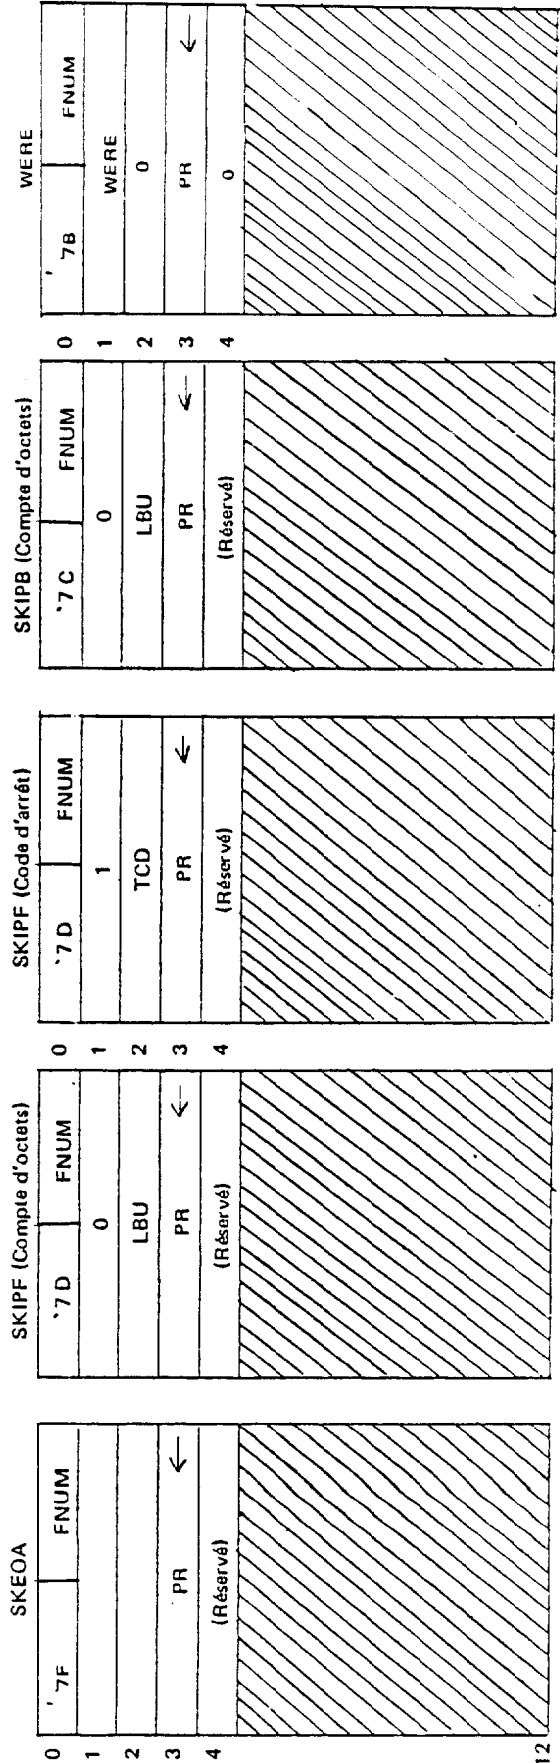 SKEOA
0 '7F FNUM
1
2
3 PR ←
4 (Réservé)
12
SKIPF (Compte d'octets)
'7D FNUM
0
LBU
PR ←
(Réservé)
SKIPF (Code d'arrêt)
0 '7D FNUM
1 1
2 TCD
3 PR ←
4 (Réservé)
SKIPB (Compte d'octets)
'7C FNUM
0
LBU
PR ←
(Réservé)
WERE
0 '7B FNUM
1 WERE
2 0
3 PR ←
4 0